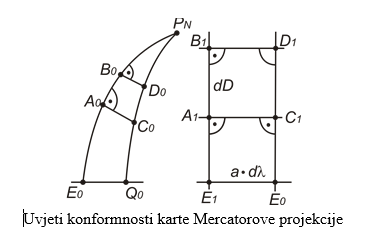 PN
B0
B1
D1
D0
dD
A0
A1
C1
C0
a•dλ
E0
Q0
E1
E0
Uvjeti konformnosti karte Mercatorove projekcije